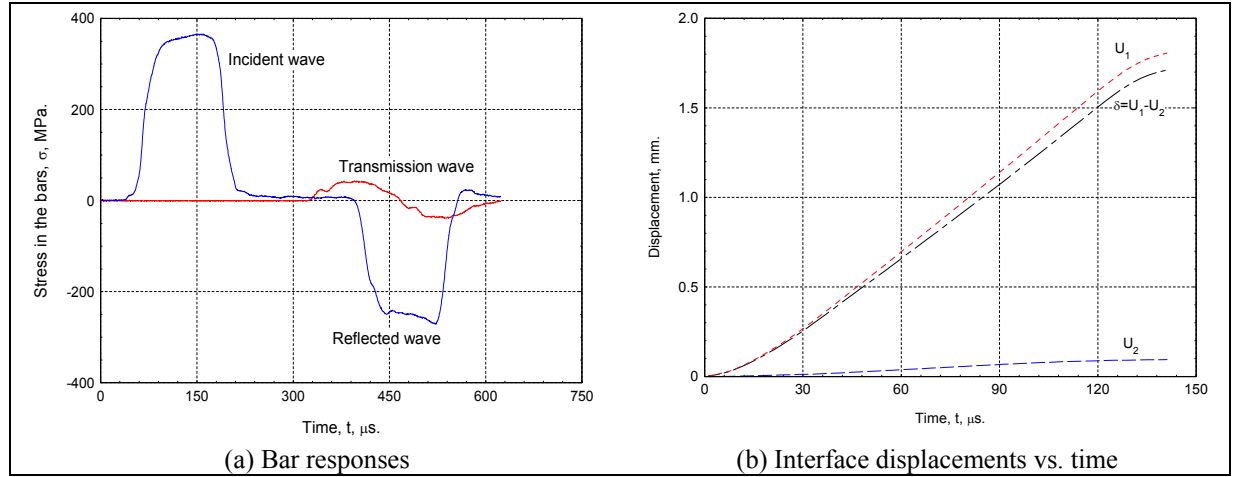 400
200
0
-200
-400
0
150
300
450
600
750
Stress in the bars, σ, MPa.
Time, t, μs.
Incident wave
Transmission wave
Reflected wave
(a) Bar responses
2.0
1.5
1.0
0.5
0
0
30
60
90
120
150
Displacement, mm.
Time, t, μs.
U1
δ=U1-U2
U2
(b) Interface displacements vs. time